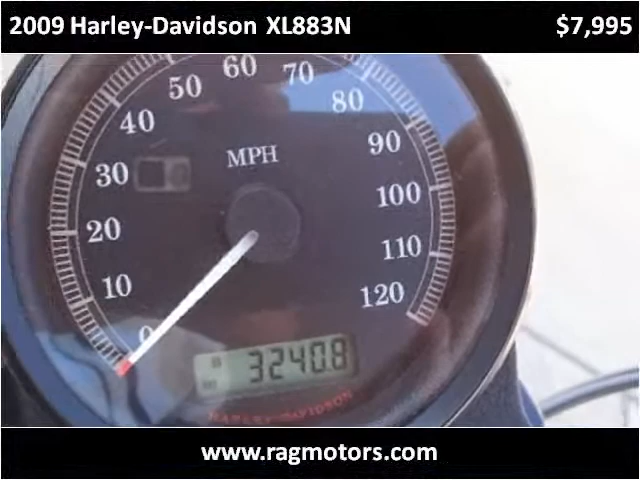 2009 Harley-Davidson XL883N $7,995
60
50 70
40 80
MPH 90
30
100
20
110
10
120
0
32408
HARLEY-DAVIDSON
www.ragmotors.com